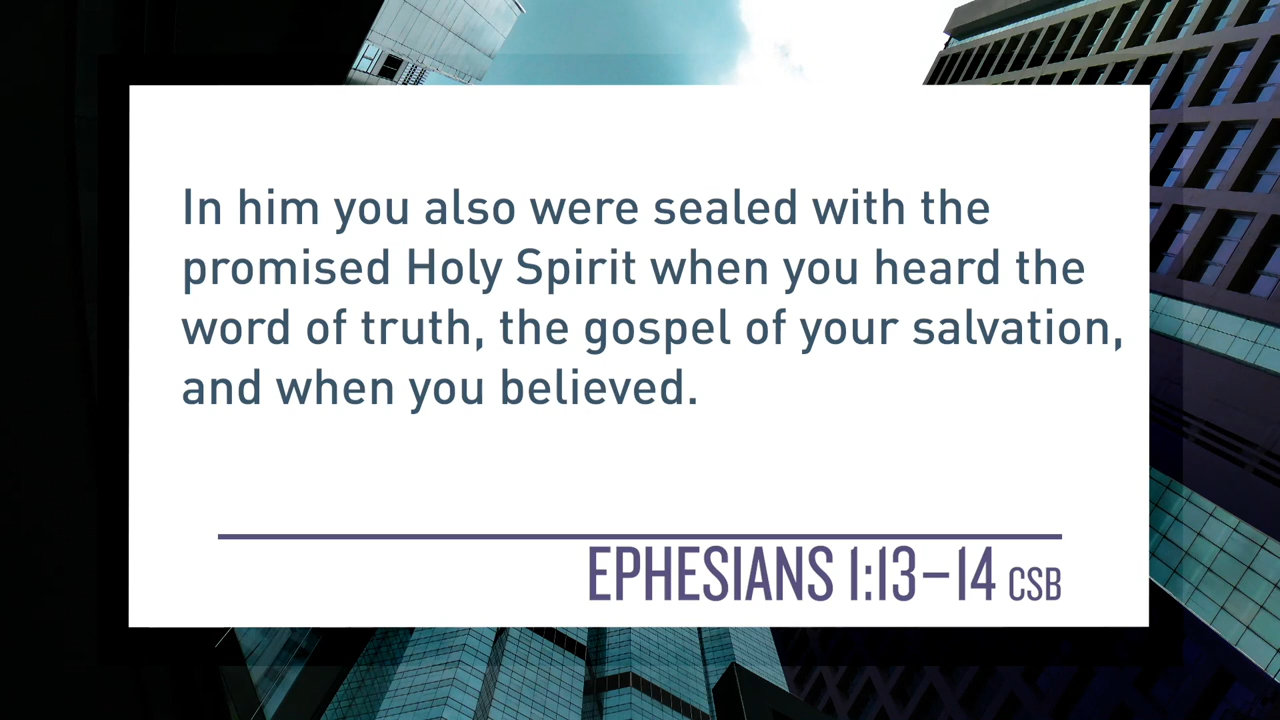 In him you also were sealed with the
promised Holy Spirit when you heard the
word of truth, the gospel of your salvation,
and when you believed.
EPHESIANS 1:13–14 CSB